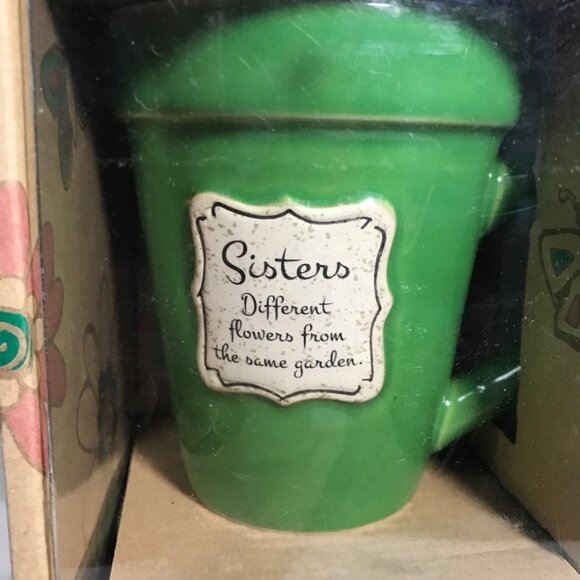 Sisters
Different
flowers from
the same garden.